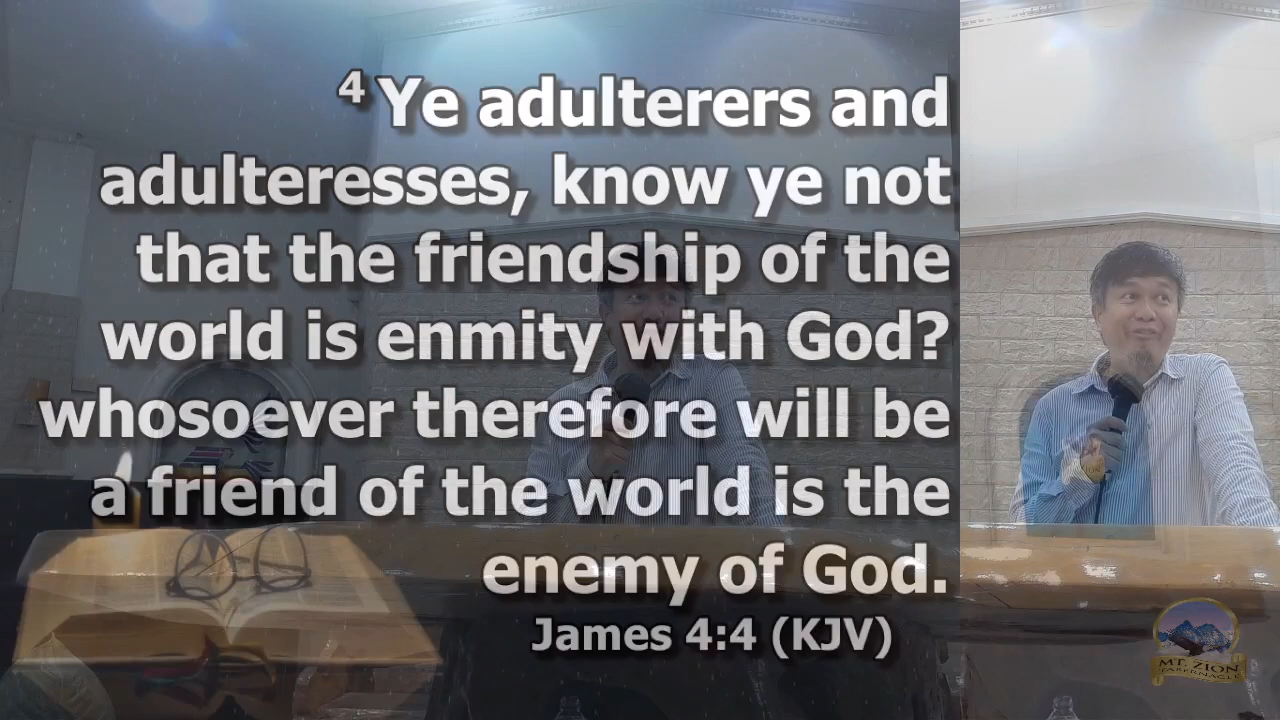 4 Ye adulterers and
adulteresses, know ye not
that the friendship of the
world is enmity with God?
whosoever therefore will be
a friend of the world is the
enemy of God.
James 4:4 (KJV)
MT. ZION
TABERNACLE